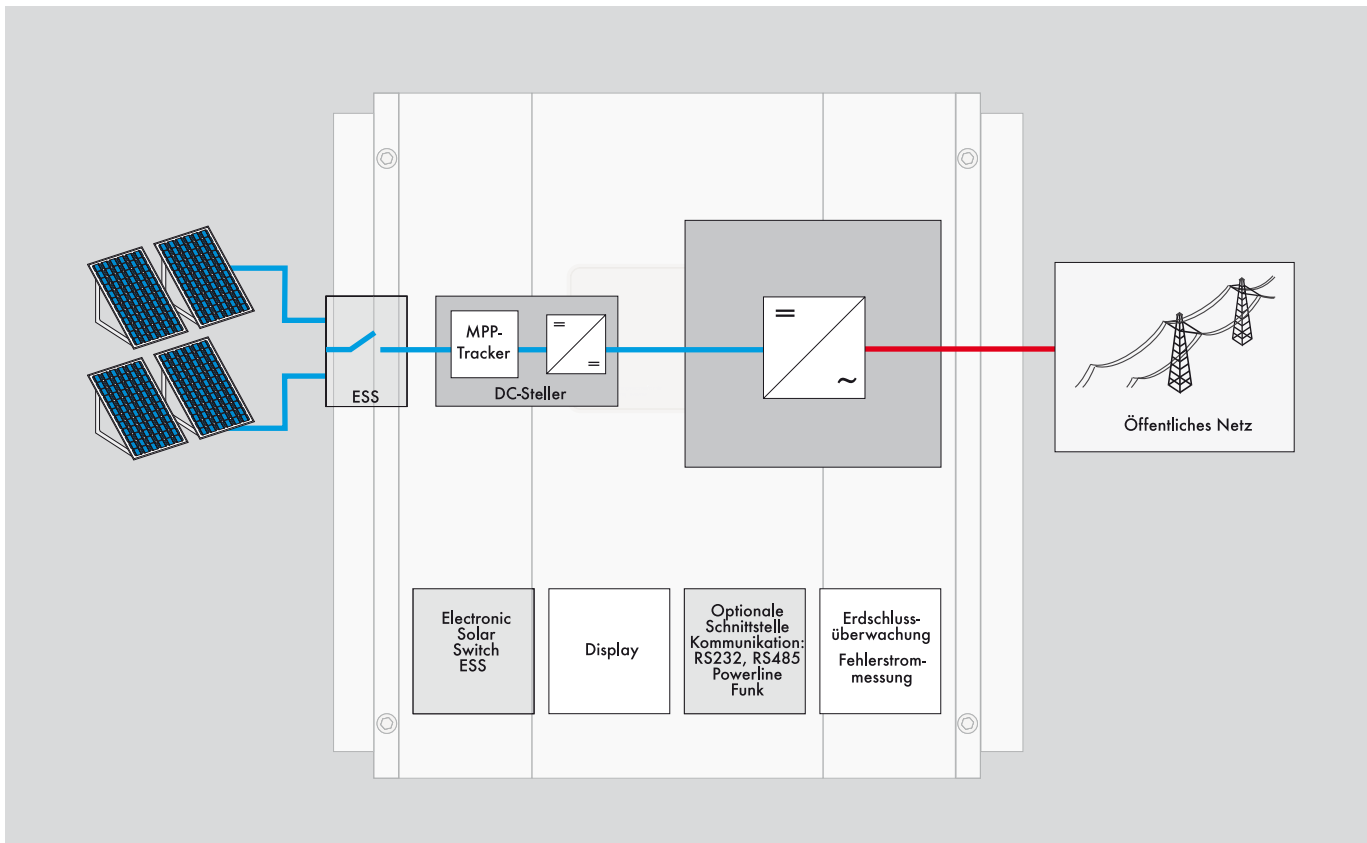 MPP-
Tracker
ESS
DC-Steller
Öffentliches Netz
Electronic
Solar
Switch
ESS
Display
Optionale
Schnittstelle
Kommunikation:
RS232, RS485
Powerline
Funk
Erdschluss-
überwachung
Fehlerstrom-
messung